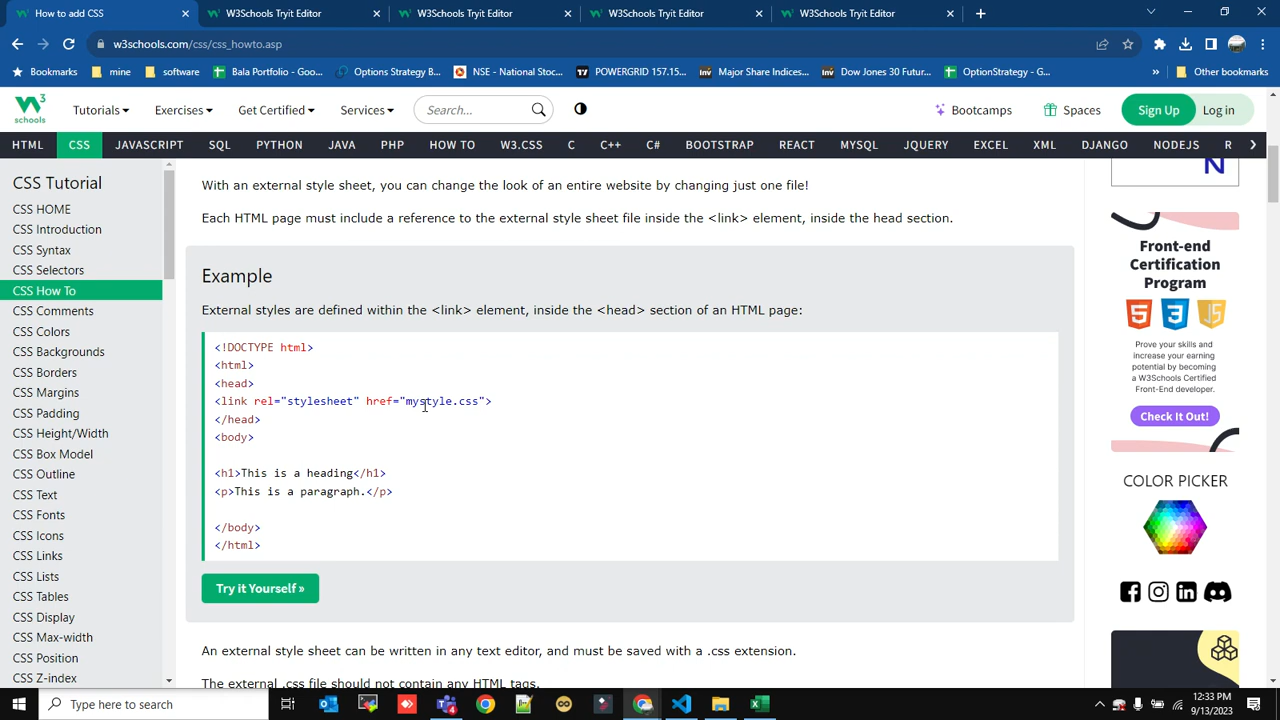 How to add CSS
W3Schools Tryit Editor
W3Schools Tryit Editor
W3Schools Tryit Editor
W3Schools Tryit Editor
w3schools.com/css/css_howto.asp
Bookmarks
mine
software
Bala Portfolio - Goo...
Options Strategy B...
NSE - National Stoc...
POWERGRID 157.15...
Major Share Indices...
Dow Jones 30 Futur...
OptionStrategy - G...
»
Other bookmarks
W3
schools
Tutorials
Exercises
Get Certified
Services
Search...
Bootcamps
Spaces
Sign Up
Log in
HTML
CSS
JAVASCRIPT
SQL
PYTHON
JAVA
PHP
HOW TO
W3.CSS
C
C++
C#
BOOTSTRAP
REACT
MYSQL
JQUERY
EXCEL
XML
DJANGO
NODEJS
R
CSS Tutorial
CSS HOME
CSS Introduction
CSS Syntax
CSS Selectors
CSS How To
CSS Comments
CSS Colors
CSS Backgrounds
CSS Borders
CSS Margins
CSS Padding
CSS Height/Width
CSS Box Model
CSS Outline
CSS Text
CSS Fonts
CSS Icons
CSS Links
CSS Lists
CSS Tables
CSS Display
CSS Max-width
CSS Position
CSS Z-index
With an external style sheet, you can change the look of an entire website by changing just one file!
Each HTML page must include a reference to the external style sheet file inside the <link> element, inside the head section.
Example
External styles are defined within the <link> element, inside the <head> section of an HTML page:
<!DOCTYPE html>
<html>
<head>
<link rel="stylesheet" href="mystyle.css">
</head>
<body>
<h1>This is a heading</h1>
<p>This is a paragraph.</p>
</body>
</html>
Try it Yourself »
An external style sheet can be written in any text editor, and must be saved with a .css extension.
The external .css file should not contain any HTML tags.
N
Front-end
Certification
Program
Prove your skills and
increase your earning
potential by becoming
a W3Schools Certified
Front-End developer.
Check It Out!
COLOR PICKER
Type here to search
12:33 PM
9/13/2023